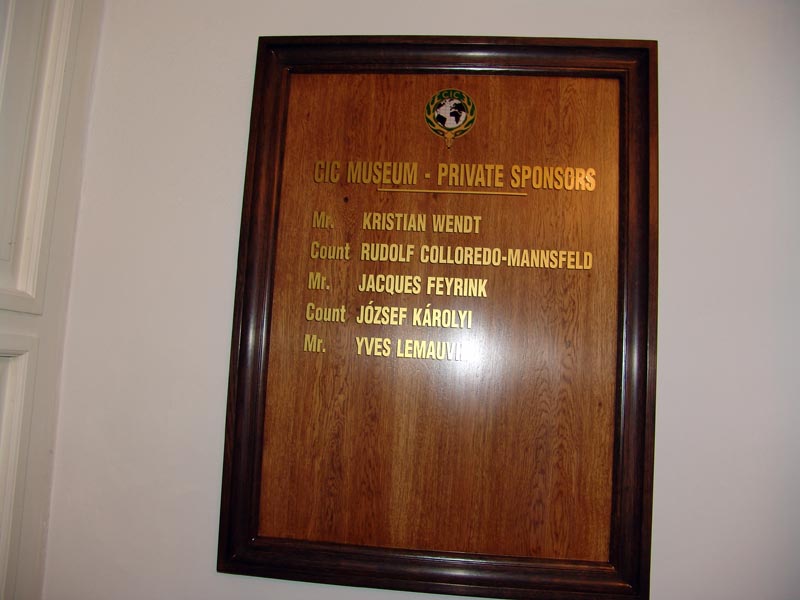 CIC
CIC MUSEUM - PRIVATE SPONSORS
Mr. KRISTIAN WENDT
Count RUDOLF COLLOREDO-MANNSFELD
Mr. JACQUES FEYRINK
Count JÓZSEF KÁROLYI
Mr. YVES